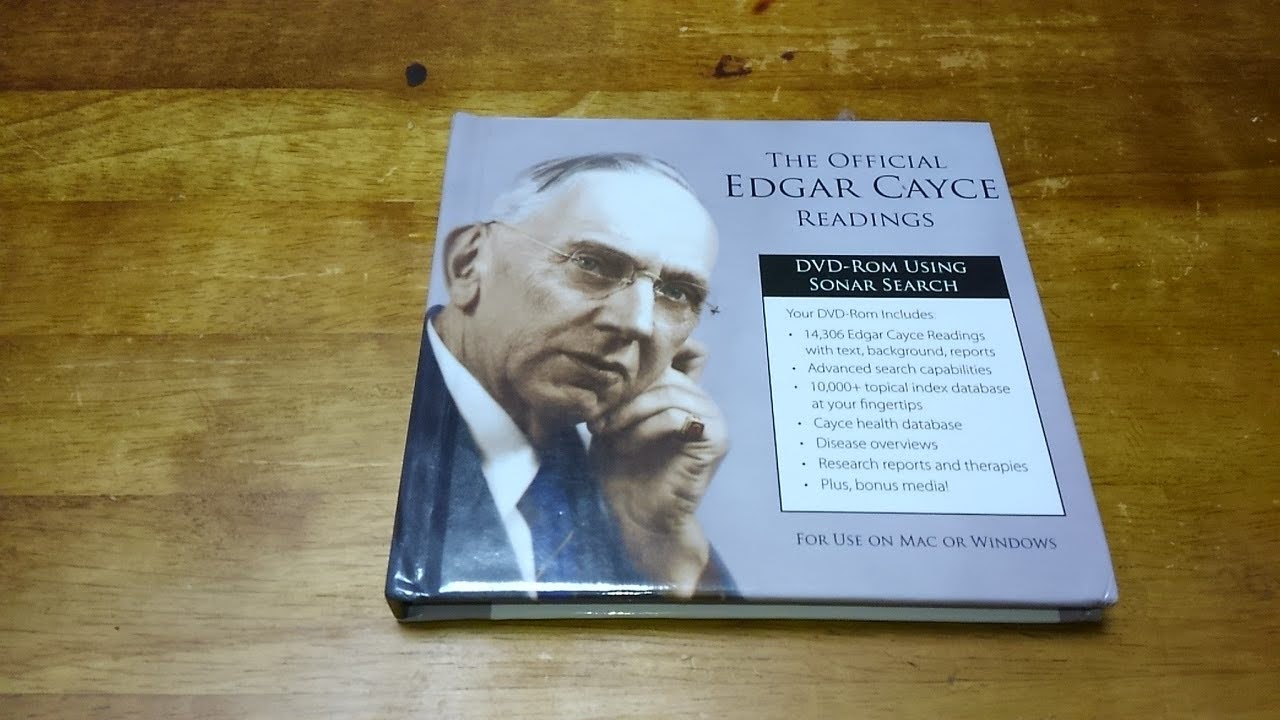 THE OFFICIAL
EDGAR CAYCE
READINGS
DVD-ROM USING
SONAR SEARCH
Your DVD-Rom Includes:
• 14,306 Edgar Cayce Readings
with text, background, reports
• Advanced search capabilities
• 10,000+ topical index database
at your fingertips
• Cayce health database
• Disease overviews
• Research reports and therapies
• Plus, bonus media!
FOR USE ON MAC OR WINDOWS